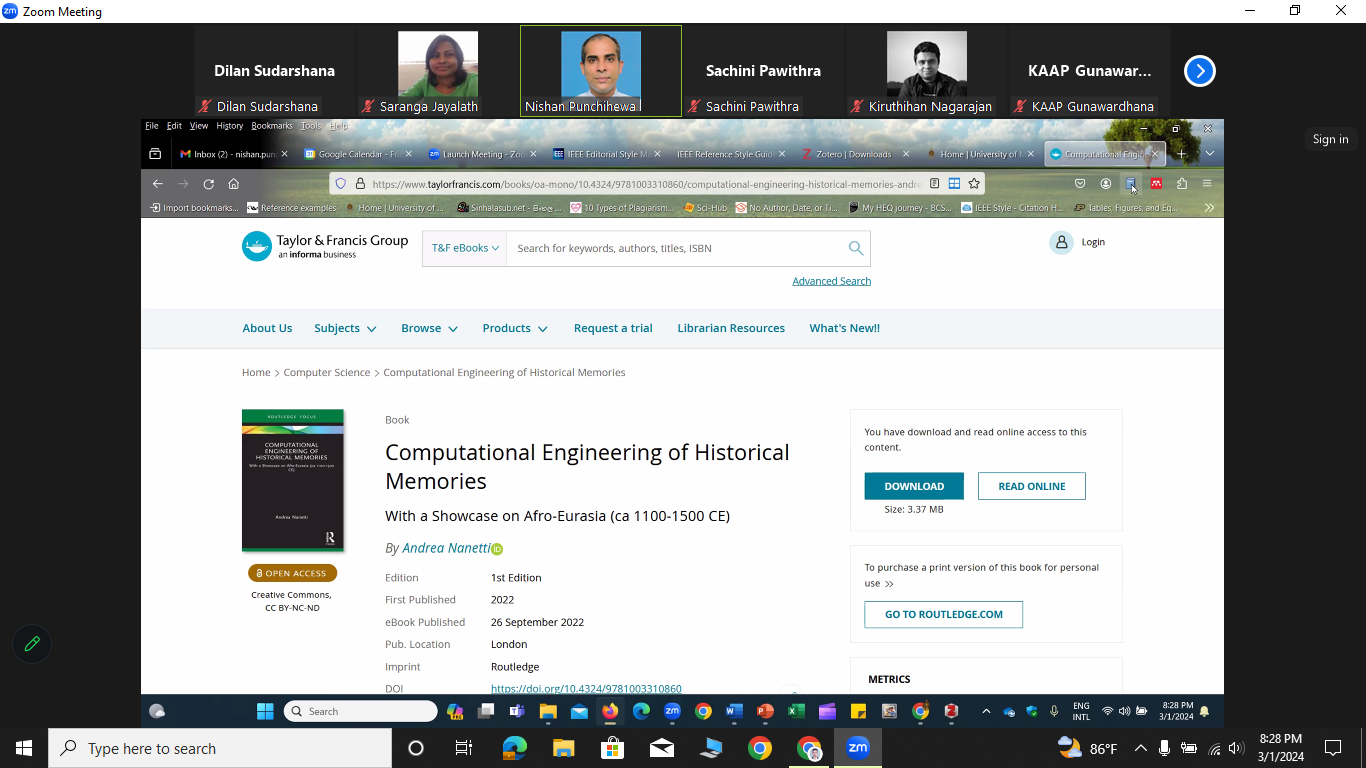 Zoom Meeting
Dilan Sudarshana
Sachini Pawithra
KAAP Gunawar...
Dilan Sudarshana
Saranga Jayalath
Nishan Punchihewa
Sachini Pawithra
Kiruthihan Nagarajan
KAAP Gunawardhana
Sign in
File Edit View History Bookmarks Tools Help
Inbox (2) - nishan.pun
Google Calendar - Fr
Launch Meeting - Zoo
IEEE Editorial Style M
IEEE Reference Style Guid
Zotero | Downloads
Home | University of M
Computational Engin
https://www.taylorfrancis.com/books/oa-mono/10.4324/9781003310860/computational-engineering-historical-memories-andre
Import bookmarks...
Reference examples
Home | University of ...
10 Types of Plagiarism...
Sci-Hub
No Author, Date, or Ti...
My HEQ journey - BCS...
IEEE Style - Citation H...
Tables, Figures, and Eq...
Taylor & Francis Group
an informa business
T&F eBooks
Search for keywords, authors, titles, ISBN
Login
Advanced Search
About Us
Subjects
Browse
Products
Request a trial
Librarian Resources
What's New!!
Home > Computer Science > Computational Engineering of Historical Memories
ROUTLEDGE FOCUS
COMPUTATIONAL
ENGINEERING OF
HISTORICAL MEMORIES
With a Showcase on Afro-Eurasia (ca 1100-1500
CE)
Andrea Nanetti
R
OPEN ACCESS
Creative Commons,
CC BY-NC-ND
Book
Computational Engineering of Historical
Memories
With a Showcase on Afro-Eurasia (ca 1100-1500 CE)
By Andrea Nanetti iD
Edition 1st Edition
First Published 2022
eBook Published 26 September 2022
Pub. Location London
Imprint Routledge
DOI https://doi.org/10.4324/9781003310860
You have download and read online access to this
content.
DOWNLOAD
READ ONLINE
Size: 3.37 MB
To purchase a print version of this book for personal
use >>
GO TO ROUTLEDGE.COM
METRICS
Search
ENG
INTL
8:28 PM
3/1/2024
Type here to search
zm
86°F
8:28 PM
3/1/2024